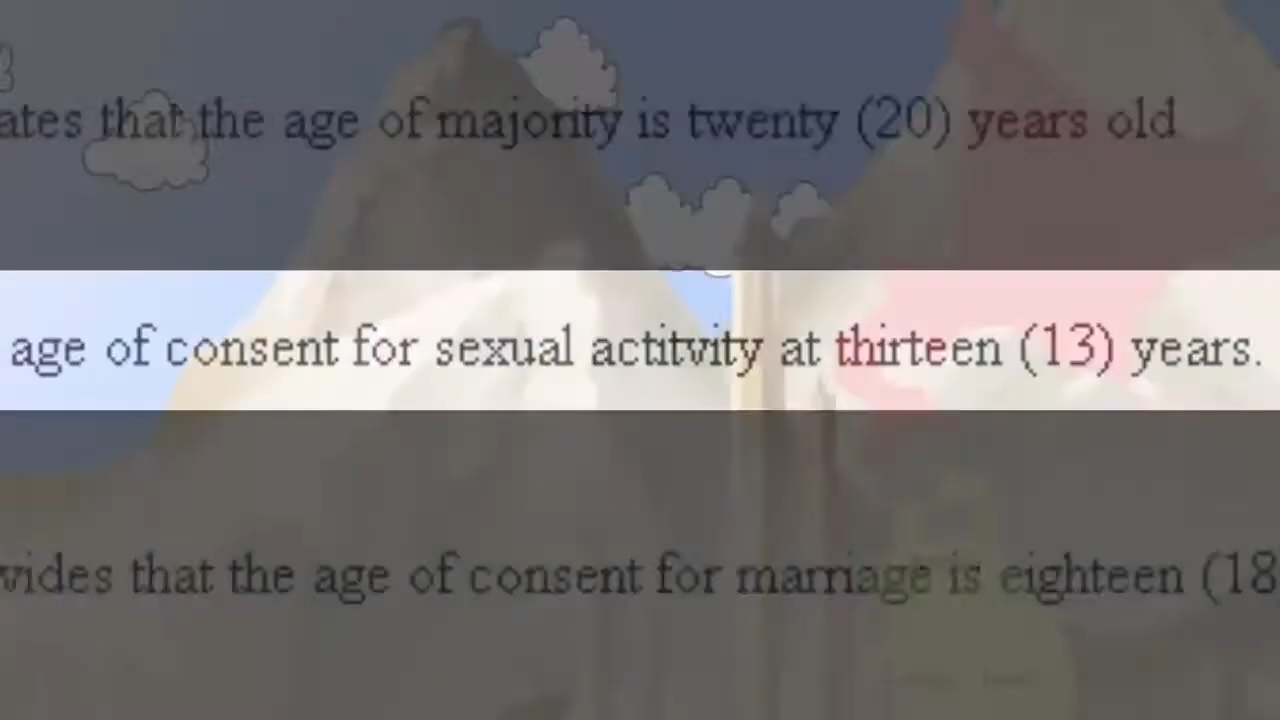 ates that the age of majority is twenty (20) years old
age of consent for sexual actitvity at thirteen (13) years.
vides that the age of consent for marriage is eighteen (18)